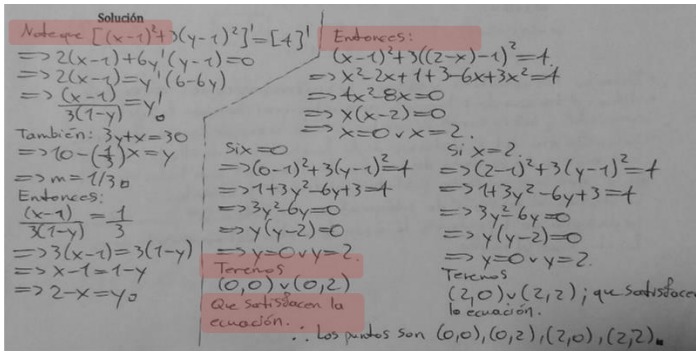 Solución
Note que [(x-1)²+3(y-1)²]' = [4]'
=> 2(x-1)+6y'(y-1)=0
=> 2(x-1)=y'(6-6y)
=> (x-1)/3(1-y) = y'.
También: 3y+x=30
=> 10-(1/3)x=y
=> m=1/3.
Entonces:
(x-1)/3(1-y) = 1/3
=> 3(x-1)=3(1-y)
=> x-1=1-y
=> 2-x=y.
Entonces:
(x-1)²+3((2-x)-1)²=4.
=> x²-2x+1+3-6x+3x²=4
=> 4x²-8x=0
=> x(x-2)=0
=> x=0 v x=2.
Si x=0
=> (0-1)²+3(y-1)²=4
=> 1+3y²-6y+3=4
=> 3y²-6y=0
=> y(y-2)=0
=> y=0 v y=2.
Tenemos
(0,0) v (0,2)
Que satisfacen la
ecuación.
Si x=2.
=> (2-1)²+3(y-1)²=4
=> 1+3y²-6y+3=4
=> 3y²-6y=0
=> y(y-2)=0
=> y=0 v y=2.
Tenemos
(2,0) v (2,2); que satisfacen
la ecuación.
∴ Los puntos son (0,0), (0,2), (2,0), (2,2).